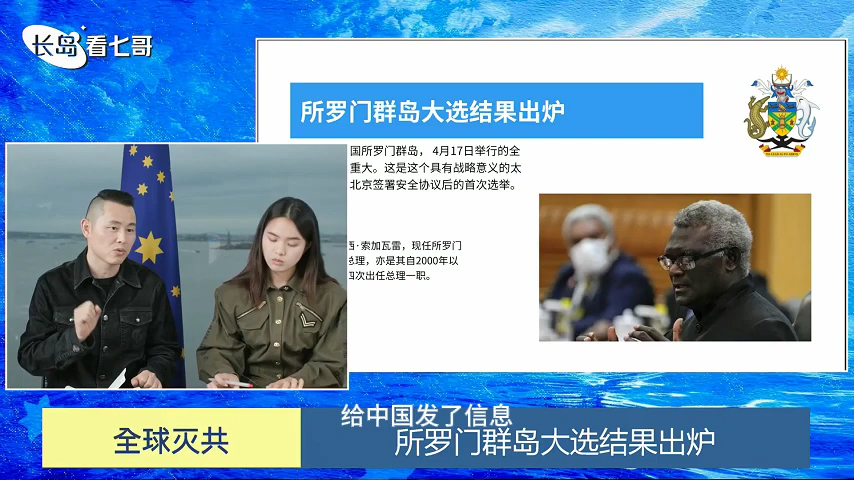 长岛看七哥
所罗门群岛大选结果出炉
国所罗门群岛，4月17日举行的全
重大。这是这个具有战略意义的太
北京签署安全协议后的首次选举。
西·索加瓦雷，现任所罗门
总理，亦是其自2000年以
四次出任总理一职。
给中国发了信息
全球灭共
所罗门群岛大选结果出炉